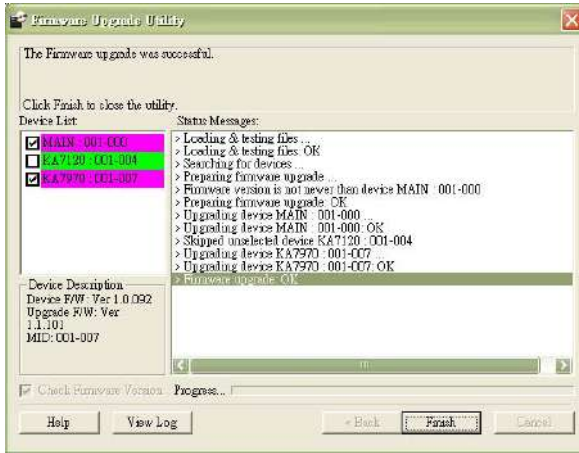 Firmware Upgrade Utility
The Firmware upgrade was successful.
Click Finish to close the utility.
Device List:
MAIN : 001-000
KA7120 : 001-004
KA7970 : 001-007
Status Messages:
> Loading & testing files ...
> Loading & testing files: OK
> Searching for devices ...
> Preparing firmware upgrade ...
> Firmware version is not never than device MAIN : 001-000
> Preparing firmware upgrade: OK
> Upgrading device MAIN : 001-000 ...
> Upgrading device MAIN : 001-000: OK
> Skipped unselected device KA7120 : 001-004
> Upgrading device KA7970 : 001-007 ...
> Upgrading device KA7970 : 001-007: OK
> Firmware upgrade: OK
Device Description
Device F/W: Ver 1.0.092
Upgrade F/W: Ver
1.1.101
MID: 001-007
Check Firmware Version
Progress...
Help
View Log
< Back
Finish
Cancel